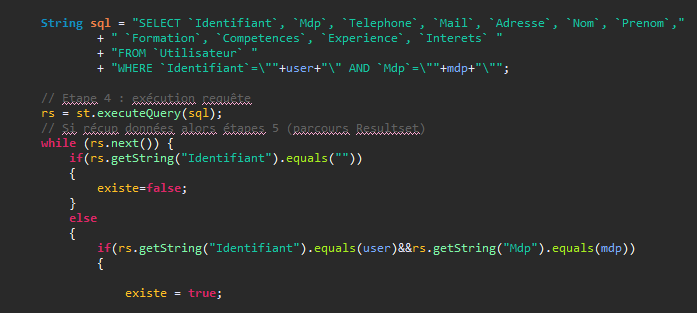 String sql = "SELECT `Identifiant`, `Mdp`, `Telephone`, `Mail`, `Adresse`, `Nom`, `Prenom`,"
+ " `Formation`, `Competences`, `Experience`, `Interets` "
+ "FROM `Utilisateur` "
+ "WHERE `Identifiant`=\""+user+"\" AND `Mdp`=\""+mdp+"\"";
// Etape 4 : exécution requête
rs = st.executeQuery(sql);
// Si récup données alors étapes 5 (parcours Resultset)
while (rs.next()) {
if(rs.getString("Identifiant").equals(""))
{
existe=false;
}
else
{
if(rs.getString("Identifiant").equals(user)&&rs.getString("Mdp").equals(mdp))
{
existe = true;